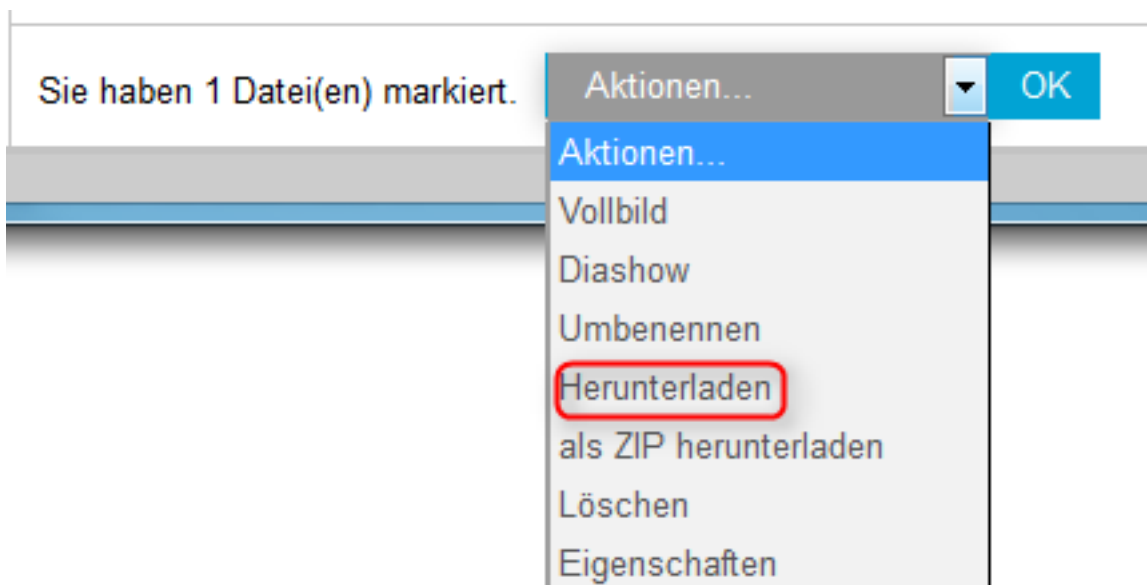 Sie haben 1 Datei(en) markiert. Aktionen... OK
Aktionen...
Vollbild
Diashow
Umbenennen
Herunterladen
als ZIP herunterladen
Löschen
Eigenschaften